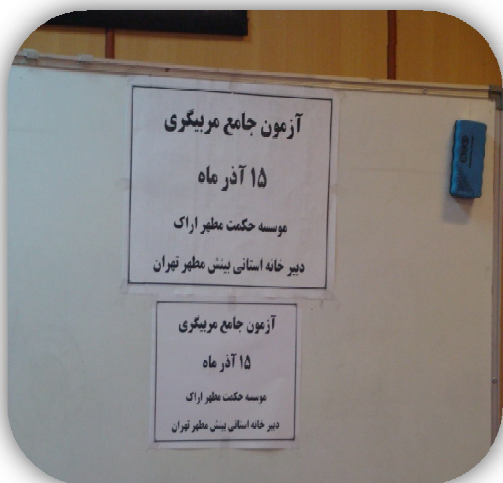 آزمون جامع مربیگری
۱۵ آذر ماه
موسسه حکمت مطهر اراک
دبیر خانه استانی بینش مطهر تهران
آزمون جامع مربیگری
۱۵ آذر ماه
موسسه حکمت مطهر اراک
دبیر خانه استانی بینش مطهر تهران